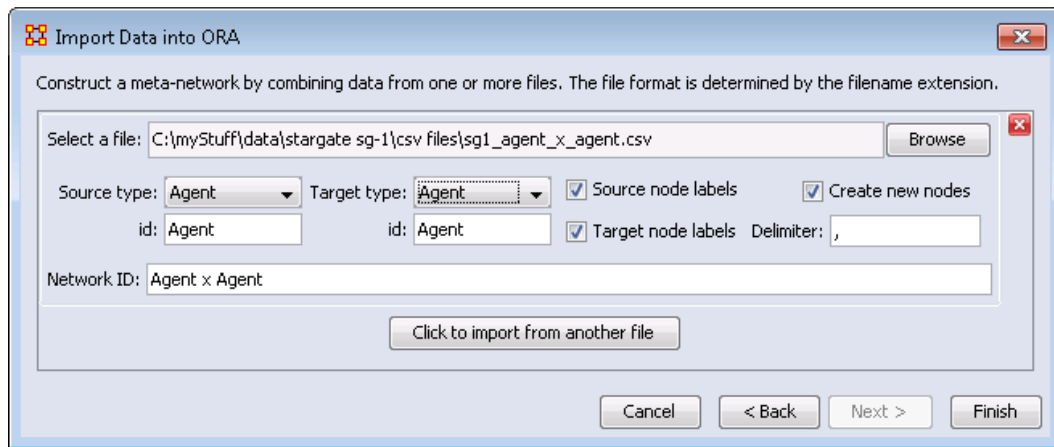 Import Data into ORA
Construct a meta-network by combining data from one or more files. The file format is determined by the filename extension.
Select a file: C:\myStuff\data\stargate sg-1\csv files\sg1_agent_x_agent.csv Browse
Source type: Agent Target type: Agent Source node labels Create new nodes
id: Agent id: Agent Target node labels Delimiter: ,
Network ID: Agent x Agent
Click to import from another file
Cancel < Back Next > Finish